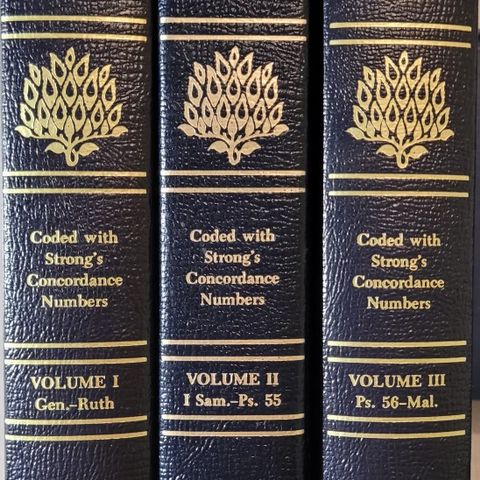 Coded with
Strong's
Concordance
Numbers
VOLUME I
Gen.-Ruth
Coded with
Strong's
Concordance
Numbers
VOLUME II
I Sam.-Ps. 55
Coded with
Strong's
Concordance
Numbers
VOLUME III
Ps. 56-Mal.